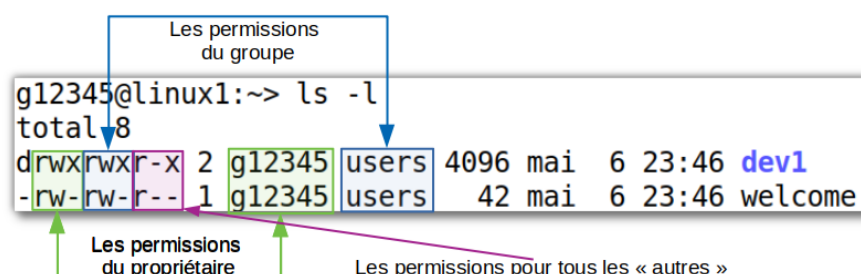 Les permissions
du groupe
g12345@linux1:~> ls -l
total 8
drwxrwxr-x 2 g12345 users 4096 mai  6 23:46 dev1
-rw-rw-r-- 1 g12345 users   42 mai  6 23:46 welcome
Les permissions
du propriétaire
Les permissions pour tous les « autres »